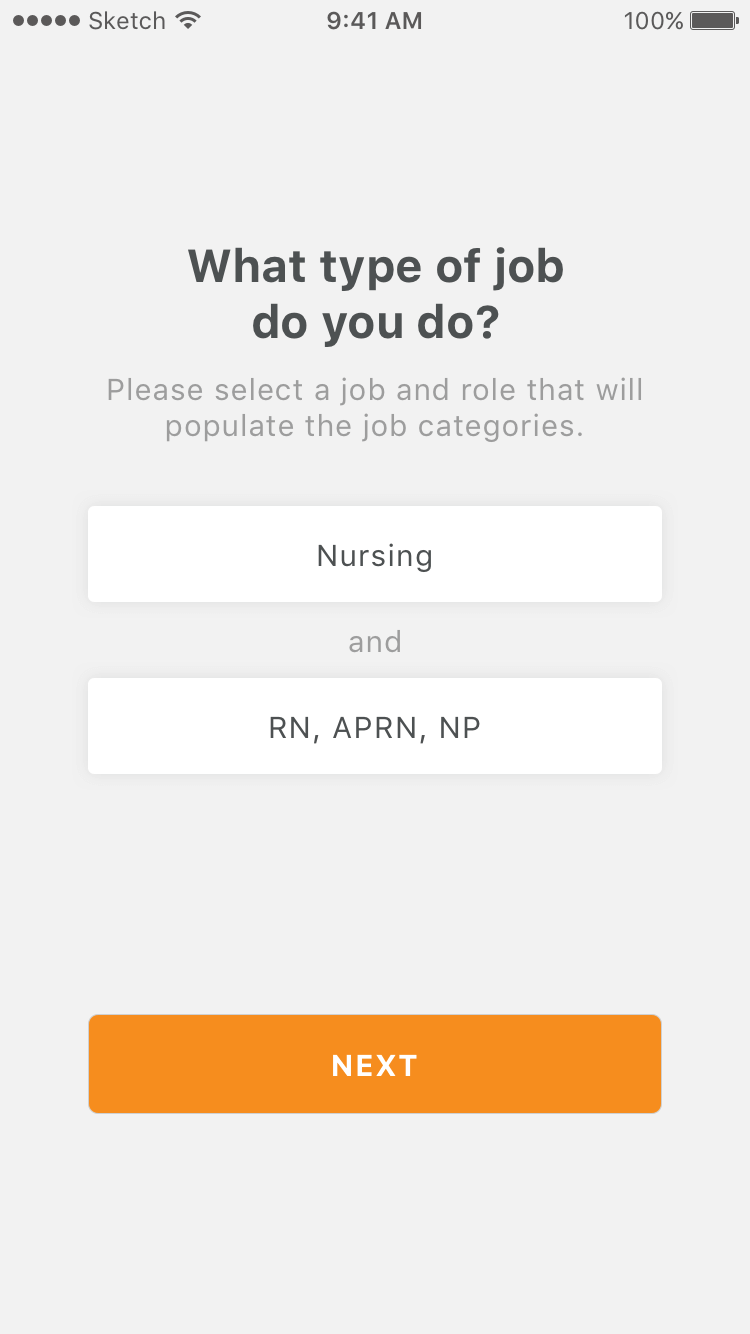 Sketch 9:41 AM 100%
What type of job
do you do?
Please select a job and role that will
populate the job categories.
Nursing
and
RN, APRN, NP
NEXT